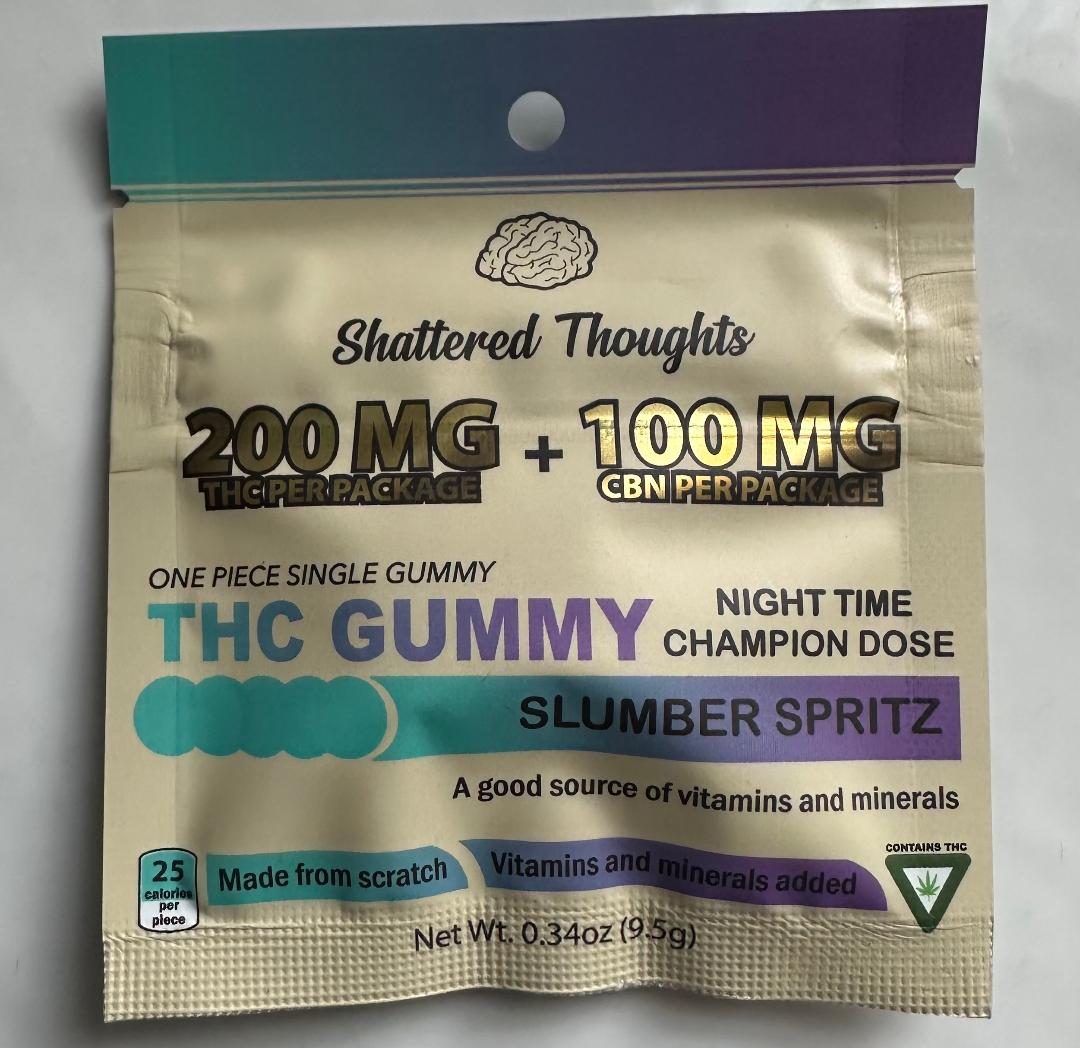 Shattered Thoughts
200 MG + 100 MG
THC PER PACKAGE CBN PER PACKAGE
ONE PIECE SINGLE GUMMY
THC GUMMY
NIGHT TIME
CHAMPION DOSE
SLUMBER SPRITZ
A good source of vitamins and minerals
CONTAINS THC
25
calories
per
piece
Made from scratch
Vitamins and minerals added
Net Wt. 0.34oz (9.5g)